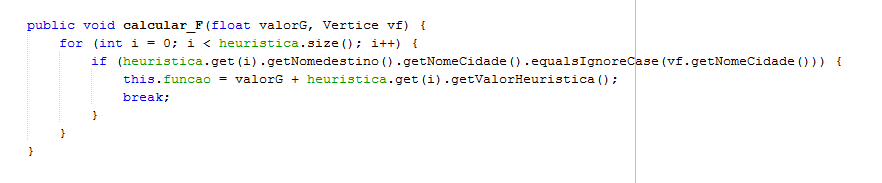 public void calcular_F(float valorG, Vertice vf) {
    for (int i = 0; i < heuristica.size(); i++) {
        if (heuristica.get(i).getNomedestino().getNomeCidade().equalsIgnoreCase(vf.getNomeCidade())) {
            this.funcao = valorG + heuristica.get(i).getValorHeuristica();
            break;
        }
    }
}